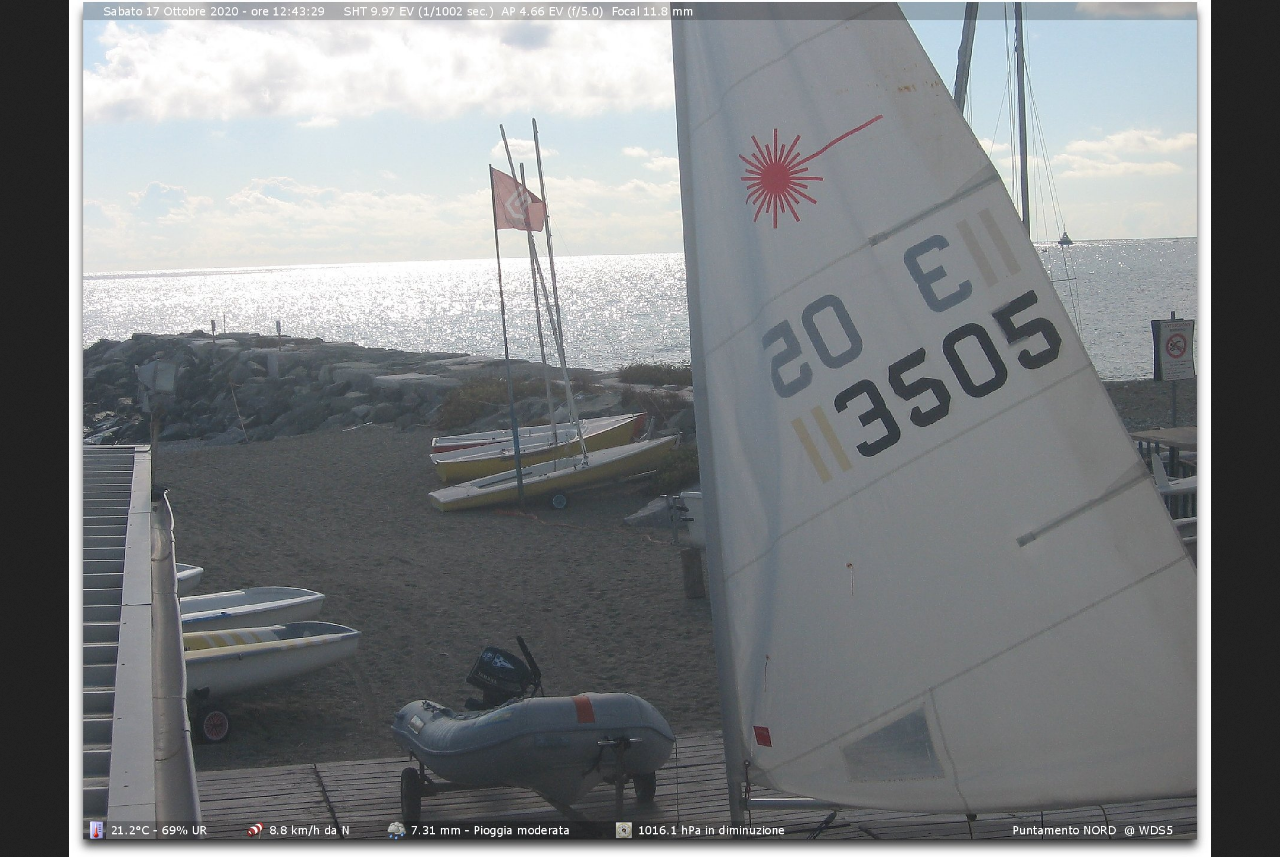 Sabato 17 Ottobre 2020 - ore 12:43:29 SHT 9.97 EV (1/1002 sec.) AP 4.66 EV (f/5.0) Focal 11.8 mm
113505
21.2°C - 69% UR 8.8 km/h da N 7.31 mm - Pioggia moderata 1016.1 hPa in diminuzione Puntamento NORD @ WDS5